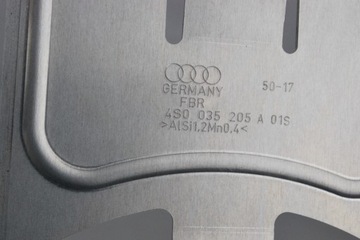 GERMANY 50-17
FBR
4S0 035 205 A 01S
>AlSi1,2Mn0,4<